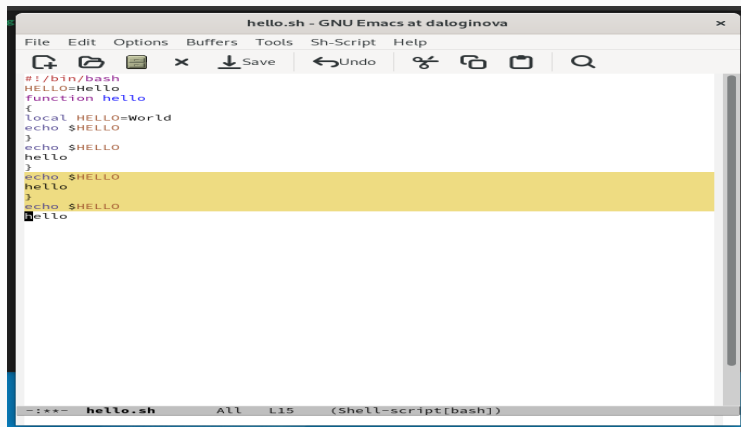 hello.sh - GNU Emacs at daloginova
File Edit Options Buffers Tools Sh-Script Help
Save Undo
#!/bin/bash
HELLO=Hello
function hello
{
local HELLO=World
echo $HELLO
}
echo $HELLO
hello
}
echo $HELLO
hello
}
echo $HELLO
hello
-:**- hello.sh All L15 (Shell-script[bash])